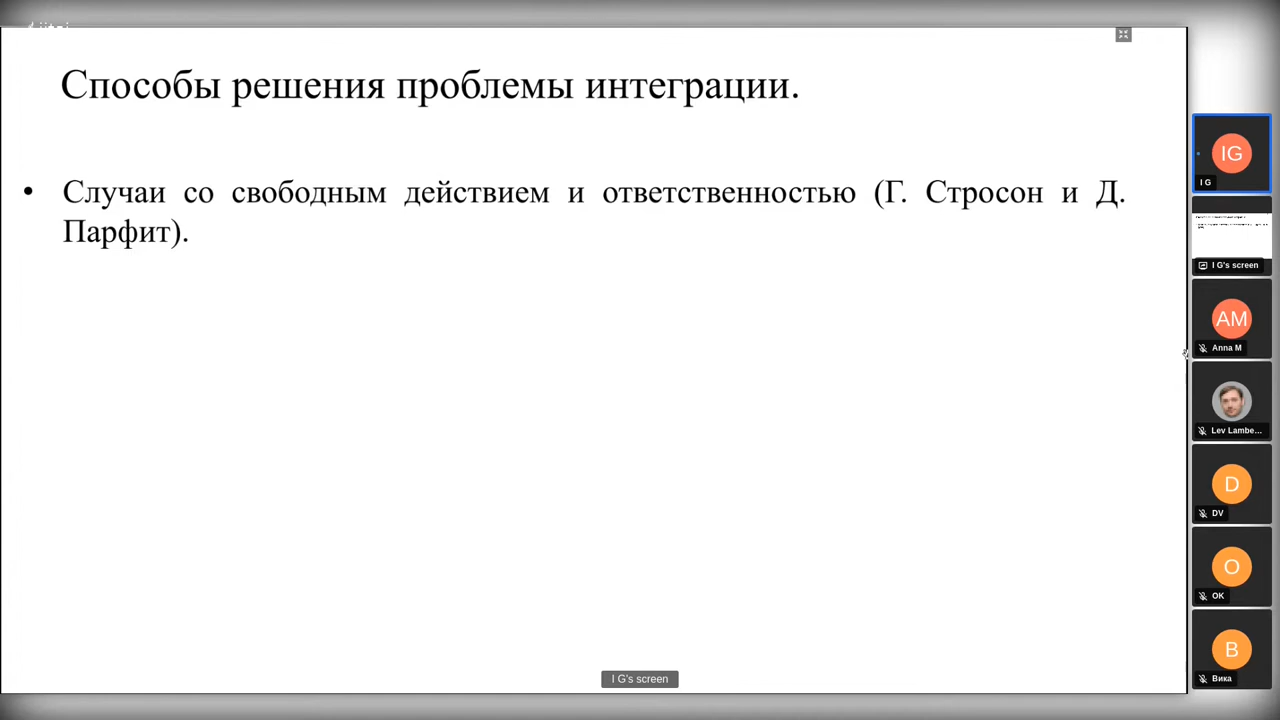 Способы решения проблемы интеграции.
• Случаи со свободным действием и ответственностью (Г. Стросон и Д.
Парфит).
I G's screen
IG
I G
I G's screen
AM
Anna M
Lev Lambe...
D
DV
O
OK
B
Вика